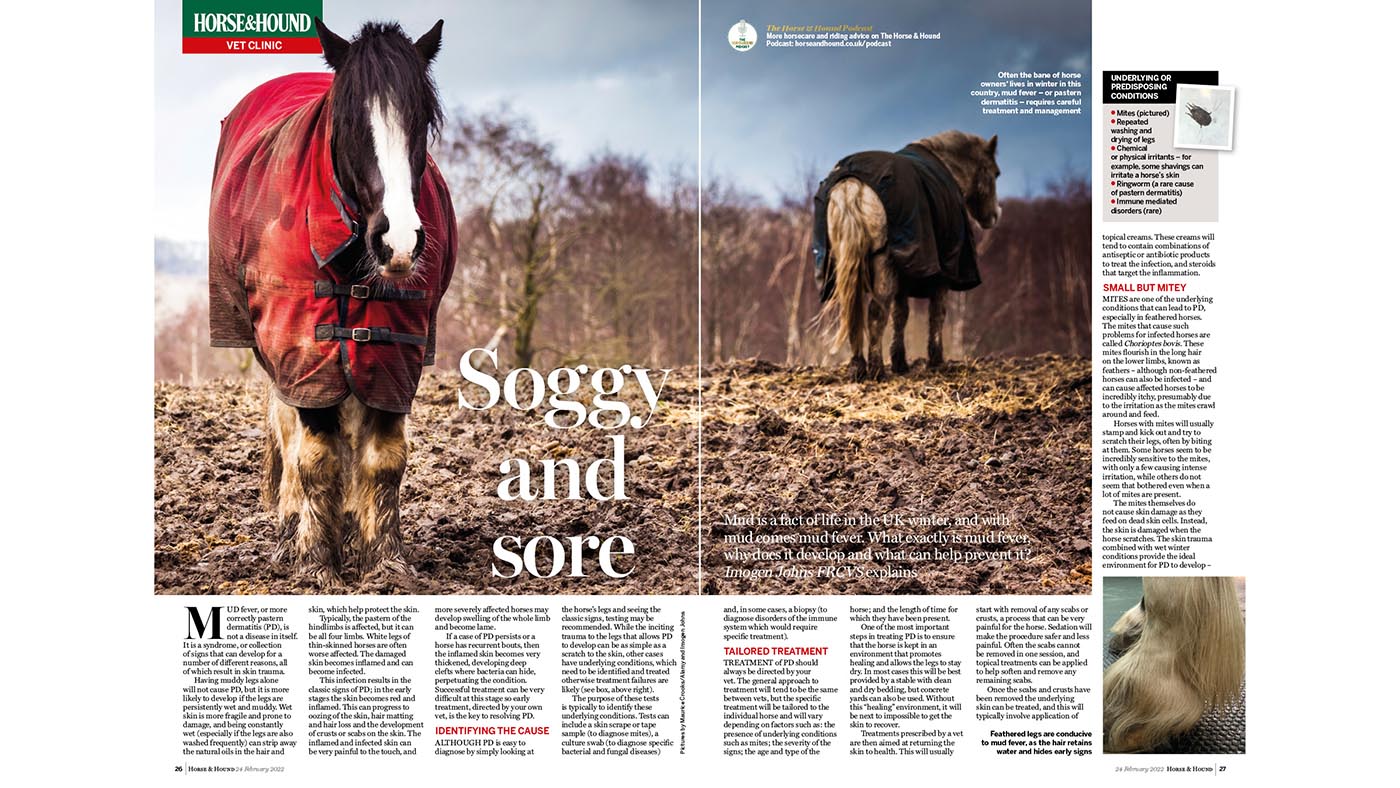 HORSE&HOUND
VET CLINIC
The Horse & Hound Podcast
More horsecare and riding advice on The Horse & Hound
Podcast: horseandhound.co.uk/podcast
Often the bane of horse
owners' lives in winter in this
country, mud fever – or pastern
dermatitis – requires careful
treatment and management
Soggy
and
sore
Mud is a fact of life in the UK winter, and with
mud comes mud fever. What exactly is mud fever,
why does it develop and what can help prevent it?
Imogen Johns FRCVS explains
MUD fever, or more
correctly pastern
dermatitis (PD), is
not a disease in itself.
It is a syndrome, or collection
of signs that can develop for a
number of different reasons, all
of which result in skin trauma.
Having muddy legs alone
will not cause PD, but it is more
likely to develop if the legs are
persistently wet and muddy. Wet
skin is more fragile and prone to
damage, and being constantly
wet (especially if the legs are also
washed frequently) can strip away
the natural oils in the hair and
skin, which help protect the skin.
Typically, the pastern of the
hindlimbs is affected, but it can
be all four limbs. White legs of
thin-skinned horses are often
worse affected. The damaged
skin becomes inflamed and can
become infected.
This infection results in the
classic signs of PD; in the early
stages the skin becomes red and
inflamed. This can progress to
oozing of the skin, hair matting
and hair loss and the development
of crusts or scabs on the skin. The
inflamed and infected skin can
be very painful to the touch, and
more severely affected horses may
develop swelling of the whole limb
and become lame.
If a case of PD persists or a
horse has recurrent bouts, then
the inflamed skin becomes very
thickened, developing deep
clefts where bacteria can hide,
perpetuating the condition.
Successful treatment can be very
difficult at this stage so early
treatment, directed by your own
vet, is the key to resolving PD.
IDENTIFYING THE CAUSE
ALTHOUGH PD is easy to
diagnose by simply looking at
the horse's legs and seeing the
classic signs, testing may be
recommended. While the inciting
trauma to the legs that allows PD
to develop can be as simple as a
scratch to the skin, other cases
have underlying conditions, which
need to be identified and treated
otherwise treatment failures are
likely (see box, above right).
The purpose of these tests
is typically to identify these
underlying conditions. Tests can
include a skin scrape or tape
sample (to diagnose mites), a
culture swab (to diagnose specific
bacterial and fungal diseases)
Pictures by Maurice Crooks/Alamy and Imogen Johns
and, in some cases, a biopsy (to
diagnose disorders of the immune
system which would require
specific treatment).
TAILORED TREATMENT
TREATMENT of PD should
always be directed by your
vet. The general approach to
treatment will tend to be the same
between vets, but the specific
treatment will be tailored to the
individual horse and will vary
depending on factors such as: the
presence of underlying conditions
such as mites; the severity of the
signs; the age and type of the
horse; and the length of time for
which they have been present.
One of the most important
steps in treating PD is to ensure
that the horse is kept in an
environment that promotes
healing and allows the legs to stay
dry. In most cases this will be best
provided by a stable with clean
and dry bedding, but concrete
yards can also be used. Without
this "healing" environment, it will
be next to impossible to get the
skin to recover.
Treatments prescribed by a vet
are then aimed at returning the
skin to health. This will usually
start with removal of any scabs or
crusts, a process that can be very
painful for the horse. Sedation will
make the procedure safer and less
painful. Often the scabs cannot
be removed in one session, and
topical treatments can be applied
to help soften and remove any
remaining scabs.
Once the scabs and crusts have
been removed the underlying
skin can be treated, and this will
typically involve application of
Feathered legs are conducive
to mud fever, as the hair retains
water and hides early signs
UNDERLYING OR
PREDISPOSING
CONDITIONS
● Mites (pictured)
● Repeated
washing and
drying of legs
● Chemical
or physical irritants – for
example, some shavings can
irritate a horse's skin
● Ringworm (a rare cause
of pastern dermatitis)
● Immune mediated
disorders (rare)
topical creams. These creams will
tend to contain combinations of
antiseptic or antibiotic products
to treat the infection, and steroids
that target the inflammation.
SMALL BUT MITEY
MITES are one of the underlying
conditions that can lead to PD,
especially in feathered horses.
The mites that cause such
problems for infected horses are
called Chorioptes bovis. These
mites flourish in the long hair
on the lower limbs, known as
feathers – although non-feathered
horses can also be infected – and
can cause affected horses to be
incredibly itchy, presumably due
to the irritation as the mites crawl
around and feed.
Horses with mites will usually
stamp and kick out and try to
scratch their legs, often by biting
at them. Some horses seem to be
incredibly sensitive to the mites,
with only a few causing intense
irritation, while others do not
seem that bothered even when a
lot of mites are present.
The mites themselves do
not cause skin damage as they
feed on dead skin cells. Instead,
the skin is damaged when the
horse scratches. The skin trauma
combined with wet winter
conditions provide the ideal
environment for PD to develop –
26 HORSE & HOUND 24 February 2022
24 February 2022 HORSE & HOUND 27